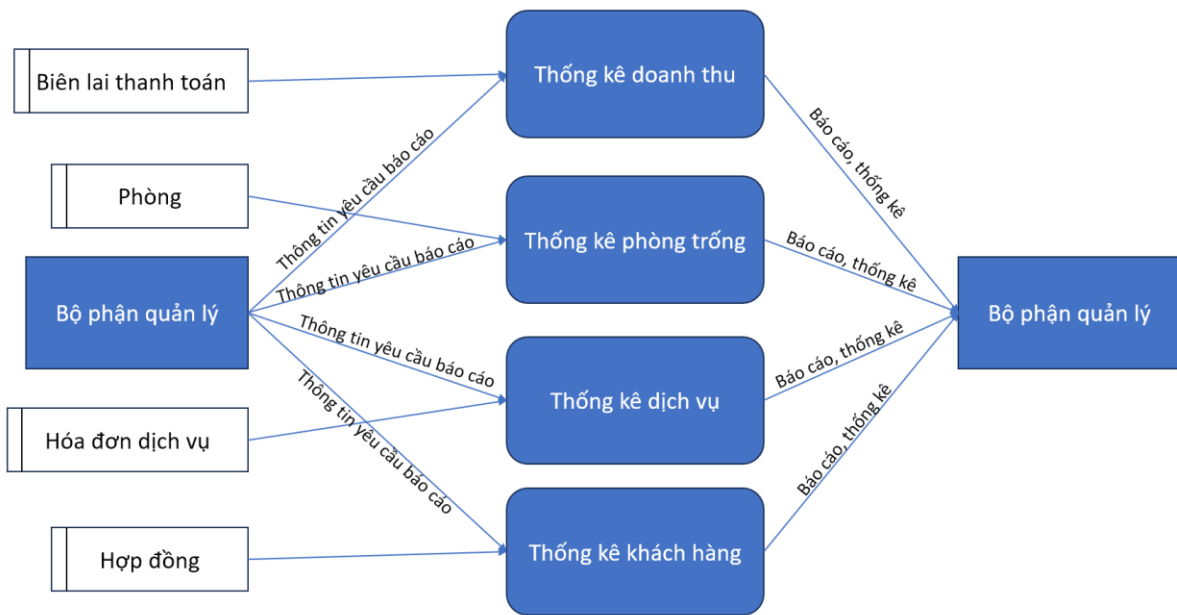 Biên lai thanh toán
Thống kê doanh thu
Thông tin yêu cầu báo cáo
Báo cáo, thống kê
Phòng
Thống kê phòng trống
Thông tin yêu cầu báo cáo
Báo cáo, thống kê
Bộ phận quản lý
Bộ phận quản lý
Thông tin yêu cầu báo cáo
Báo cáo, thống kê
Thống kê dịch vụ
Hóa đơn dịch vụ
Thông tin yêu cầu báo cáo
Báo cáo, thống kê
Hợp đồng
Thống kê khách hàng